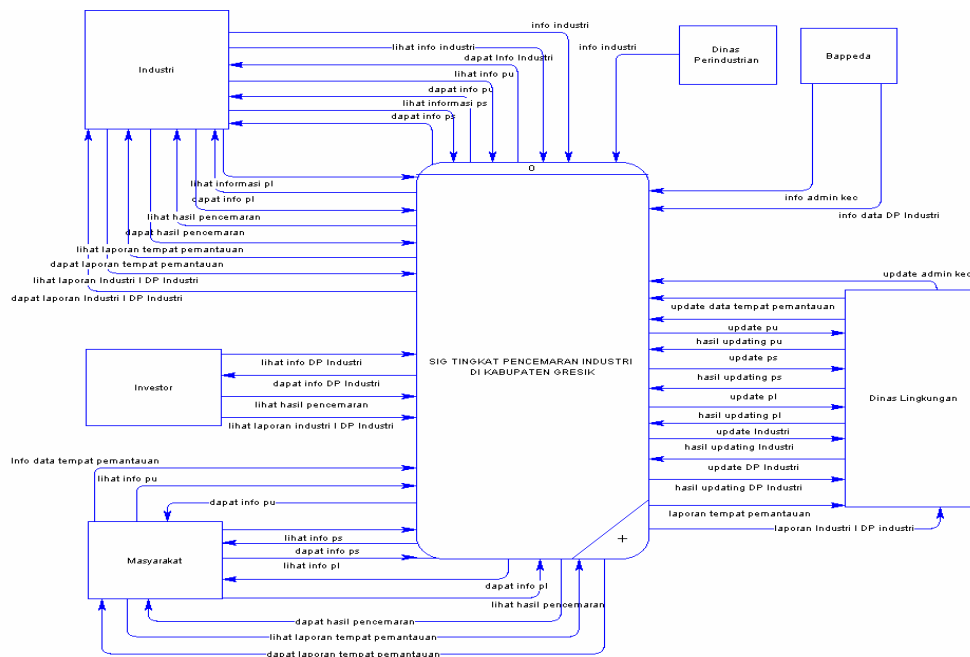 info industri
lihat info industri
dapat Info Industri
lihat info pu
dapat info pu
lihat informasi ps
dapat info ps
Industri
info industri
Dinas
Perindustrian
Bappeda
0
lihat informasi pl
dapat info pl
lihat hasil pencemaran
dapat hasil pencemaran
lihat laporan tempat pemantauan
dapat laporan tempat pemantauan
lihat laporan Industri I DP Industri
dapat laporan Industri I DP Industri
info admin kec
info data DP Industri
update admin kec
update data tempat pemantauan
update pu
hasil updating pu
update ps
hasil updating ps
update pl
hasil updating pl
update Industri
hasil updating Industri
update DP Industri
hasil updating DP Industri
laporan tempat pemantauan
laporan Industri I DP industri
Dinas Lingkungan
SIG TINGKAT PENCEMARAN INDUSTRI
DI KABUPATEN GRESIK
Investor
lihat info DP Industri
dapat info DP Industri
lihat hasil pencemaran
lihat laporan industri I DP Industri
Info data tempat pemantauan
lihat info pu
dapat info pu
Masyarakat
lihat info ps
dapat info ps
lihat info pl
dapat info pl
lihat hasil pencemaran
dapat hasil pencemaran
lihat laporan tempat pemantauan
dapat laporan tempat pemantauan
+